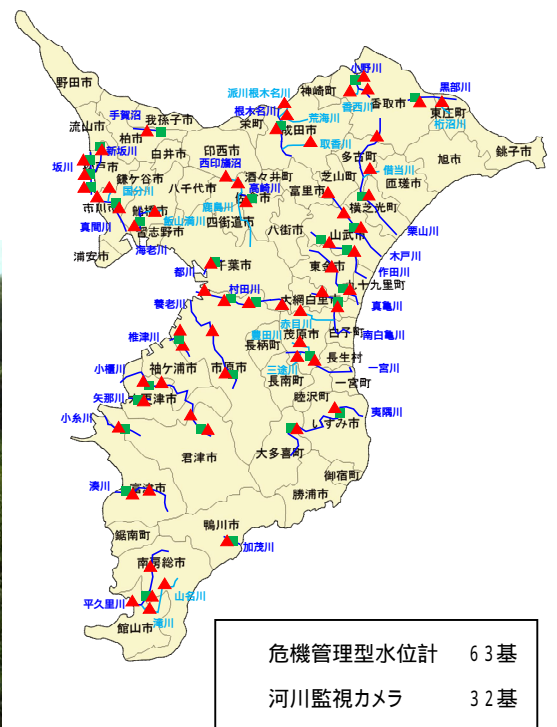 小野川
野田市
派川根木名川
神崎町
黒部川
手賀沼
根木名川
香西川
香取市
東庄町
我孫子市
栄町
荒海川
桁沼川
流山市
柏市
成田市
新坂川
取香川
銚子市
白井市
印西市
多古町
旭市
坂川
西印旛沼
酒々井町
芝山町
借当川
鎌ケ谷市
国分川
八千代市
高崎川
富里市
匝瑳市
鹿島川
市川市
飯山満川
四街道市
八街市
横芝光町
真間川
習志野市
栗山川
山武市
浦安市
海老川
木戸川
千葉市
東金市
都川
作田川
村田川
九十九里町
養老川
大網白里市
真亀川
赤目川
豊田川
茂原市
白子町
南白亀川
椎津川
長柄町
長生村
小櫃川
袖ケ浦市
市原市
三途川
一宮川
長南町
一宮町
矢那川
木更津市
睦沢町
小糸川
夷隅川
いすみ市
君津市
大多喜町
御宿町
湊川
富津市
勝浦市
鴨川市
鋸南町
加茂川
南房総市
山名川
平久里川
滝川
館山市
危機管理型水位計 63基
河川監視カメラ 32基